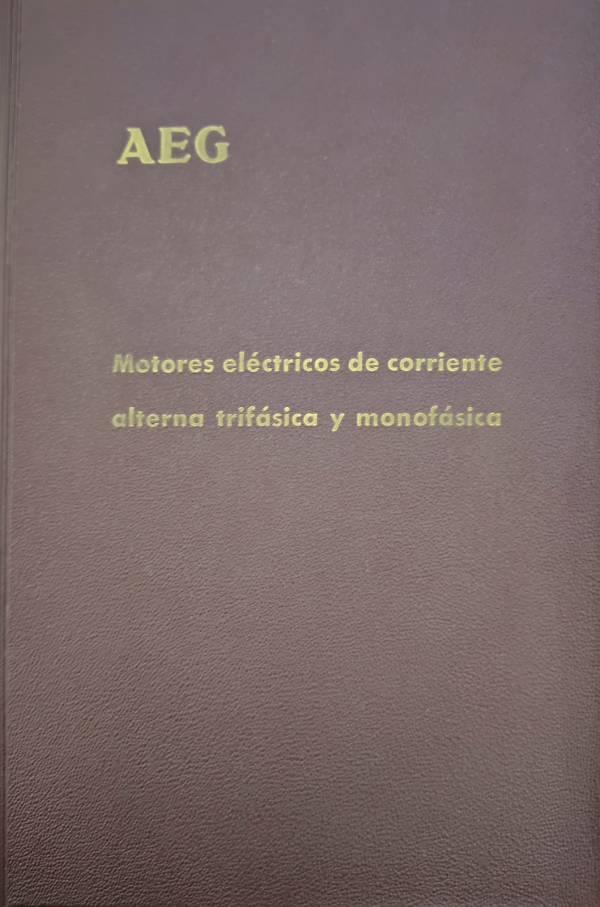 AEG
Motores eléctricos de corriente
alterna trifásica y monofásica